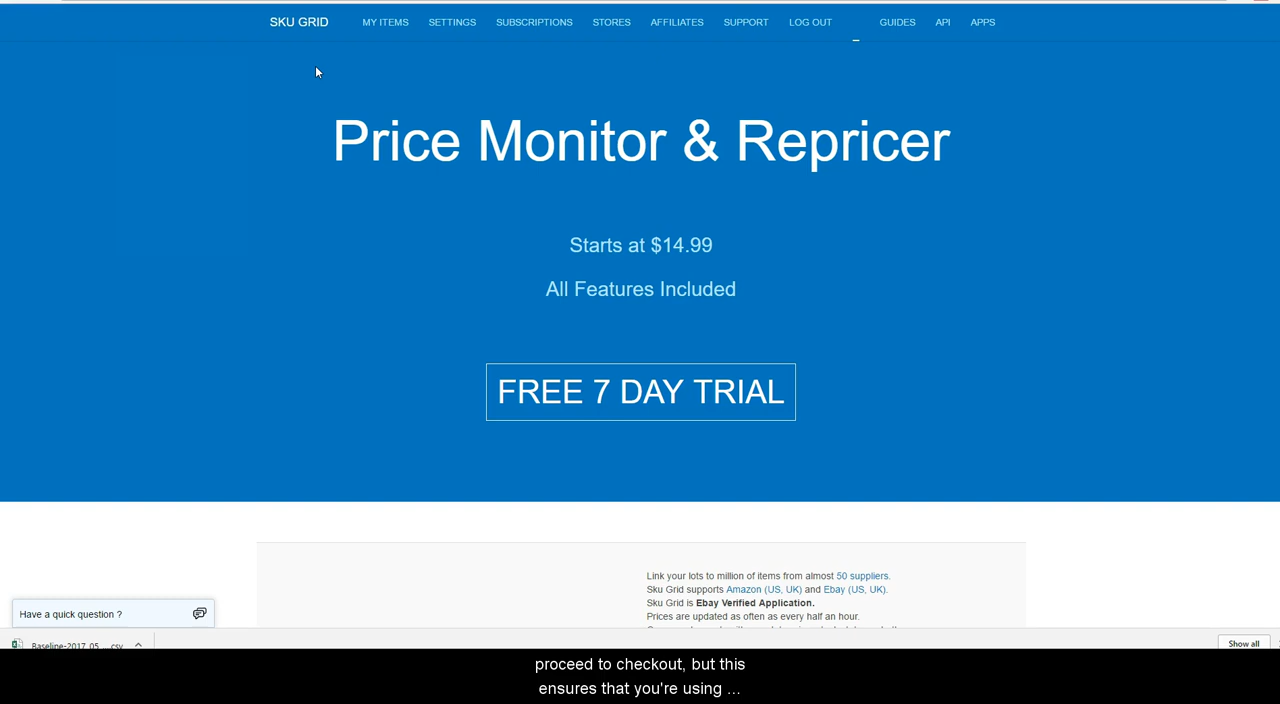 SKU GRID MY ITEMS SETTINGS SUBSCRIPTIONS STORES AFFILIATES SUPPORT LOG OUT GUIDES API APPS
Price Monitor & Repricer
Starts at $14.99
All Features Included
FREE 7 DAY TRIAL
Link your lots to million of items from almost 50 suppliers.
Sku Grid supports Amazon (US, UK) and Ebay (US, UK).
Sku Grid is Ebay Verified Application.
Prices are updated as often as every half an hour.
Have a quick question ?
Baseline-2017_05_...csv
Show all
proceed to checkout, but this
ensures that you're using ...